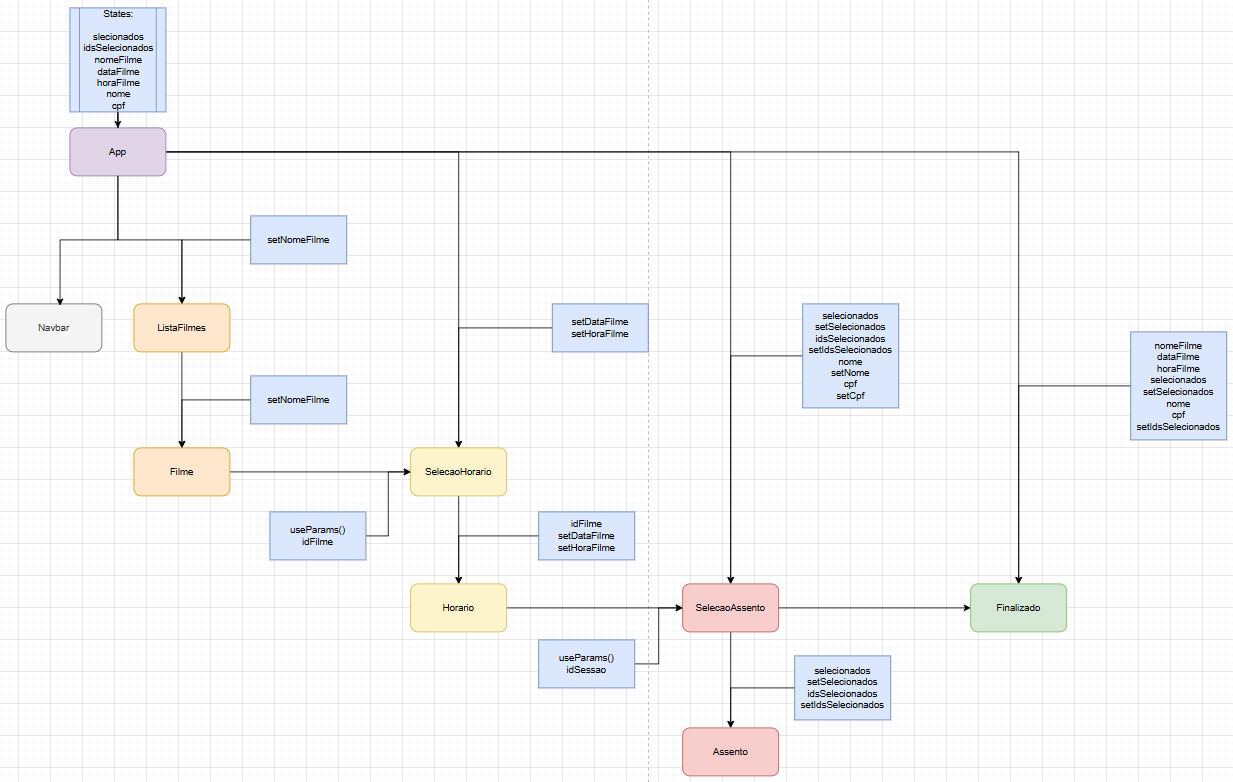 States:
slecionados
idsSelecionados
nomeFilme
dataFilme
horaFilme
nome
cpf
App
setNomeFilme
Navbar
ListaFilmes
setDataFilme
setHoraFilme
selecionados
setSelecionados
idsSelecionados
setIdsSelecionados
nome
setNome
cpf
setCpf
nomeFilme
dataFilme
horaFilme
selecionados
setSelecionados
nome
cpf
setIdsSelecionados
setNomeFilme
Filme
SelecaoHorario
useParams()
idFilme
idFilme
setDataFilme
setHoraFilme
Horario
SelecaoAssento
Finalizado
useParams()
idSessao
selecionados
setSelecionados
idsSelecionados
setIdsSelecionados
Assento